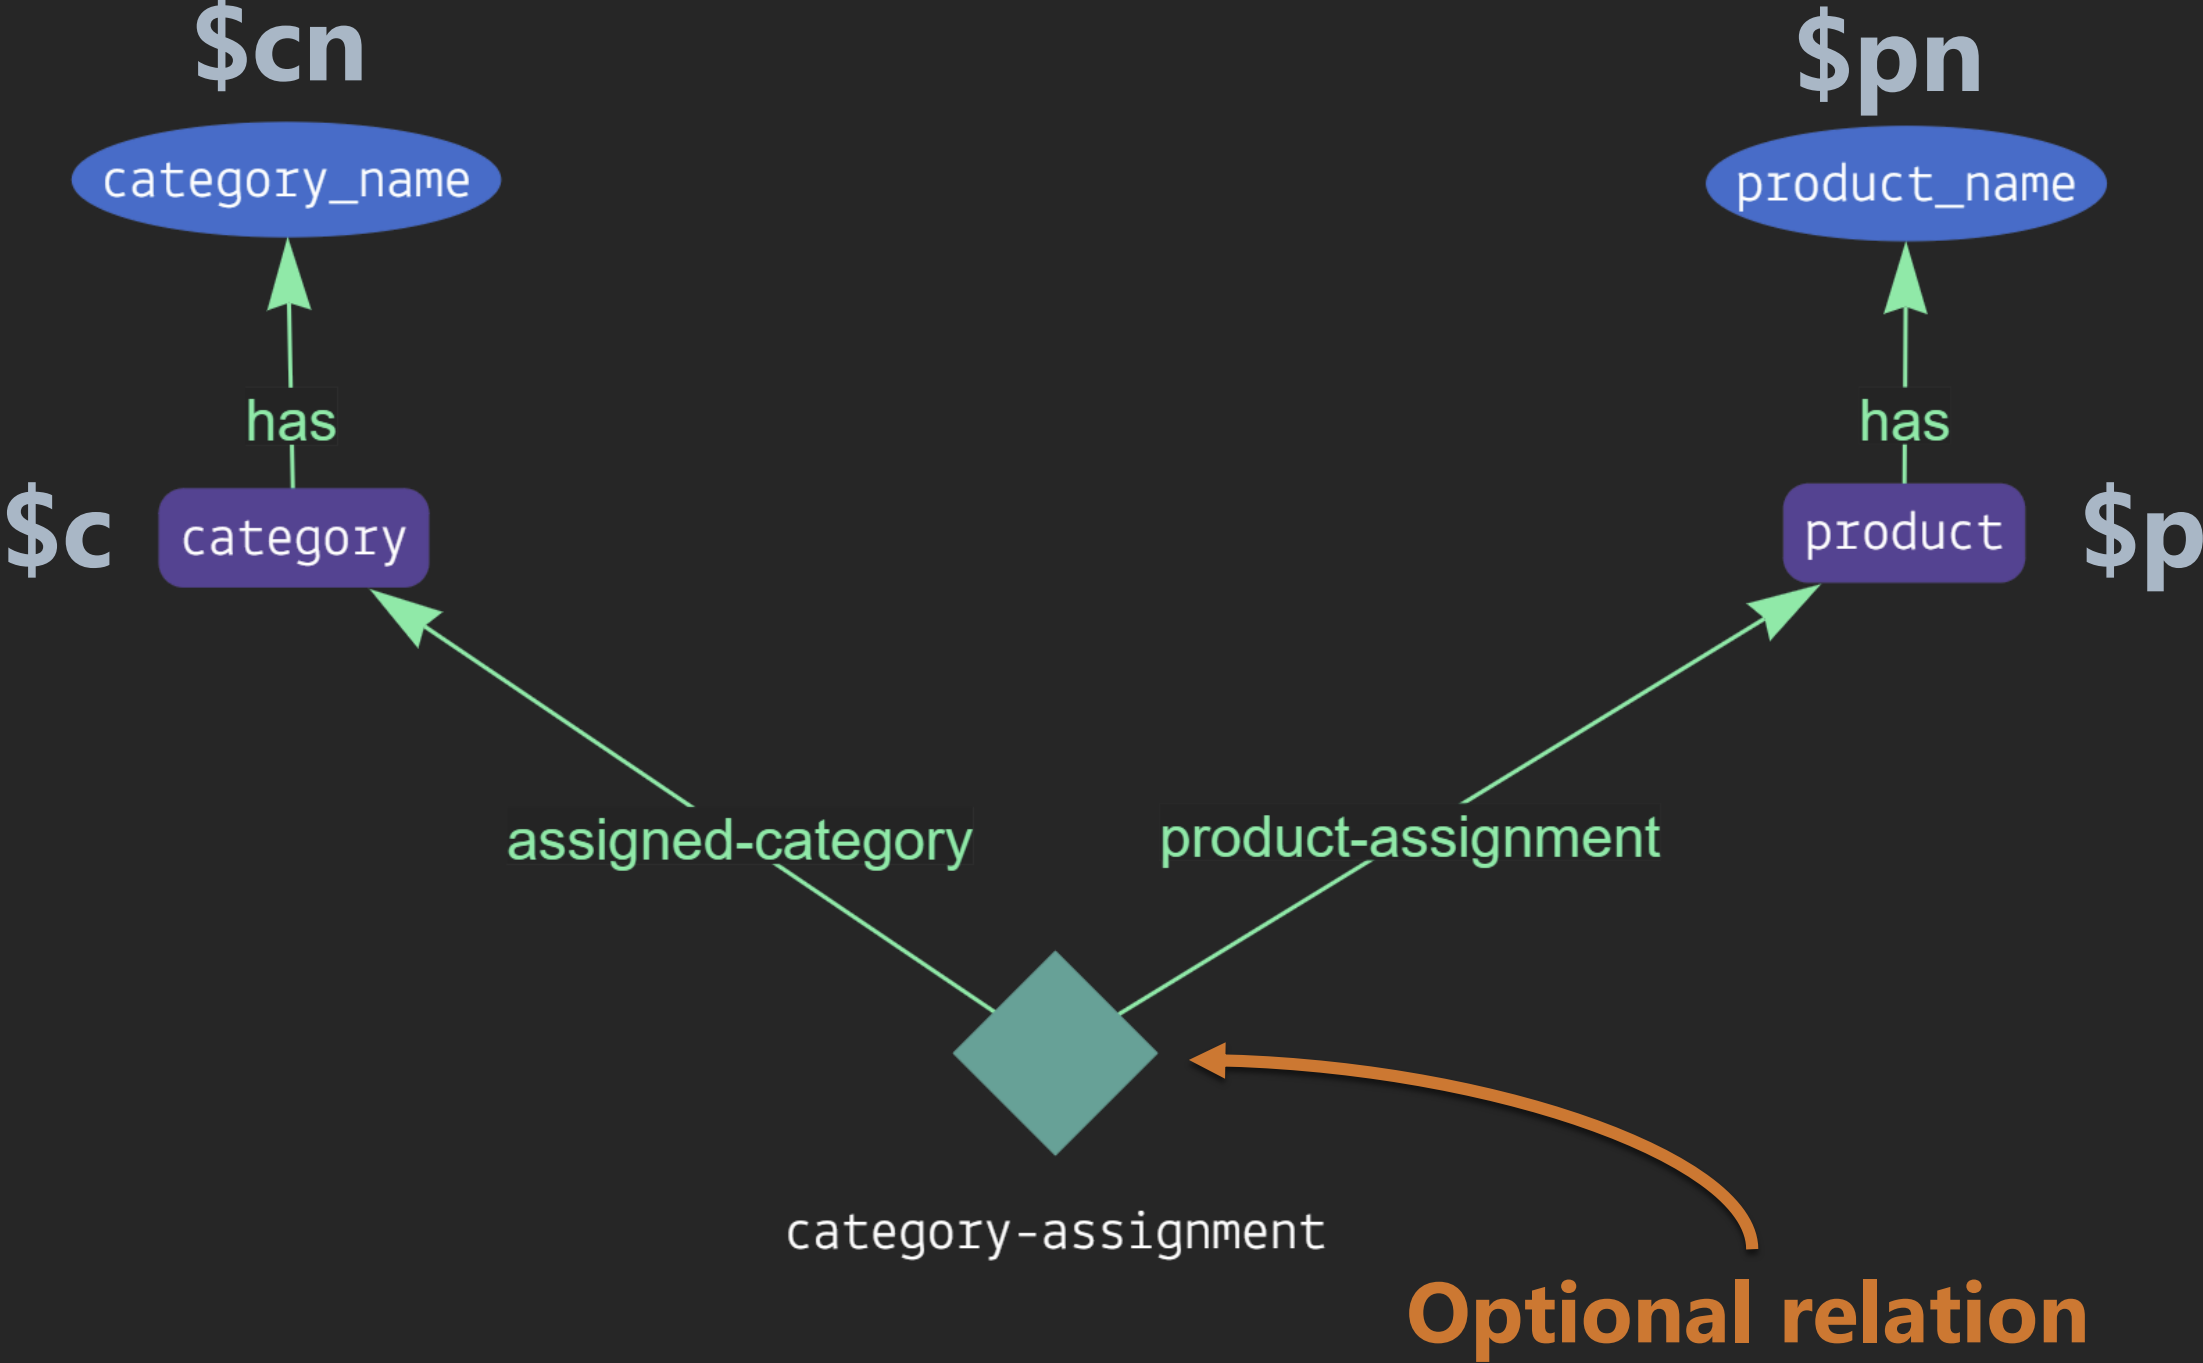 $cn
$pn
category_name
product_name
has
has
$c
category
product
$p
assigned-category
product-assignment
category-assignment
Optional relation